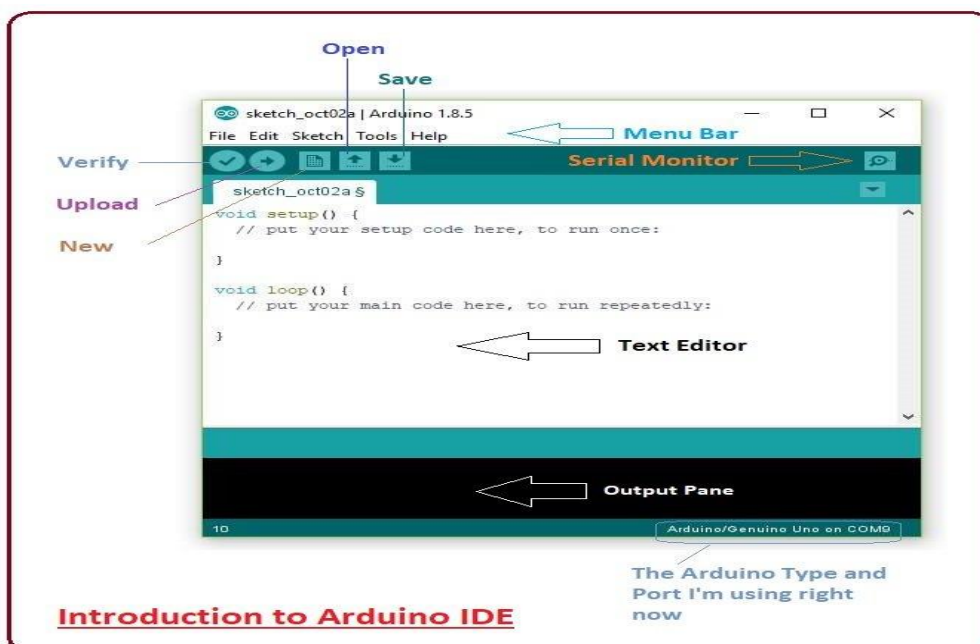 Open
Save
sketch_oct02a | Arduino 1.8.5
File Edit Sketch Tools Help
Menu Bar
Verify
Serial Monitor
sketch_oct02a §
Upload
New
void setup() {
// put your setup code here, to run once:
}
void loop() {
// put your main code here, to run repeatedly:
}
Text Editor
Output Pane
10
Arduino/Genuino Uno on COM9
The Arduino Type and
Port I'm using right
now
Introduction to Arduino IDE